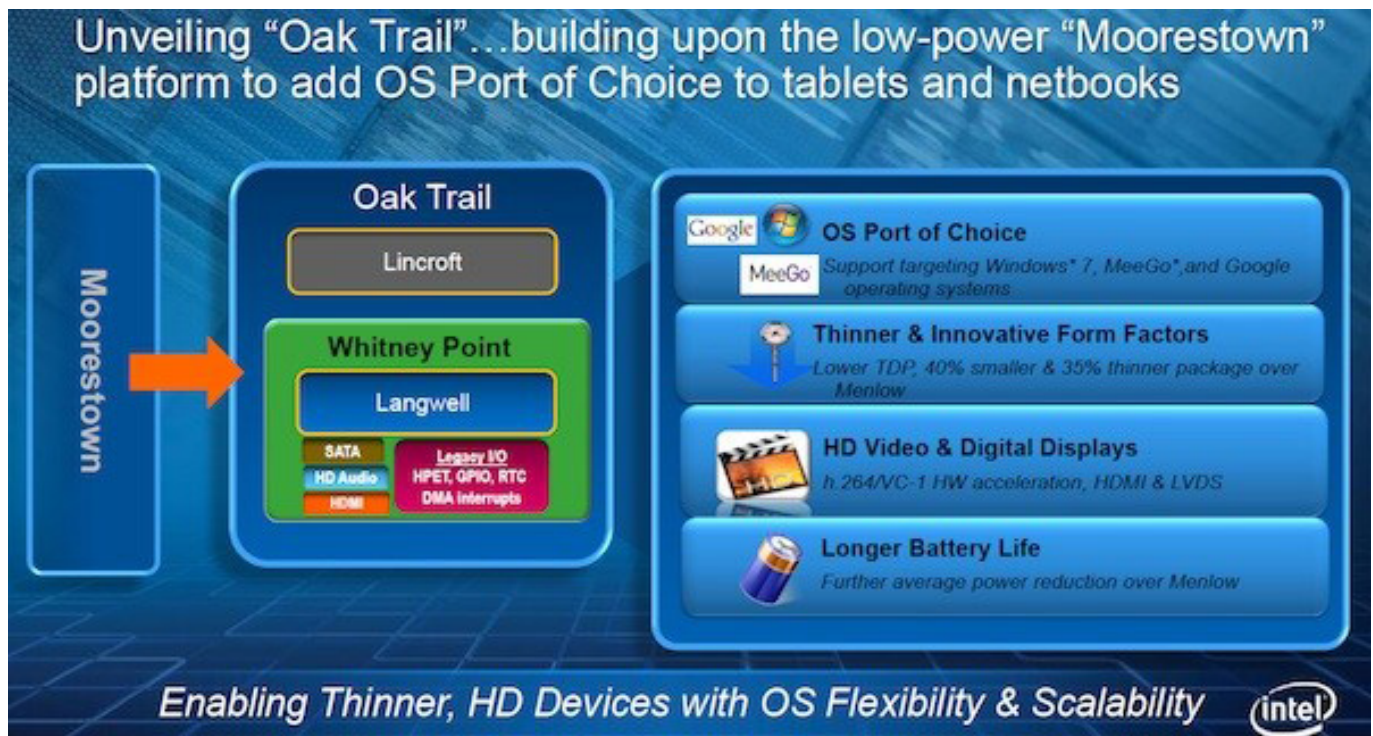 Unveiling “Oak Trail”...building upon the low-power “Moorestown”
platform to add OS Port of Choice to tablets and netbooks
Moorestown
Oak Trail
Lincroft
Whitney Point
Langwell
SATA
HD Audio
HDMI
Legacy I/O
HPET, GPIO, RTC
DMA interrupts
Google
MeeGo
OS Port of Choice
Support targeting Windows* 7, MeeGo*,and Google
operating systems
Thinner & Innovative Form Factors
Lower TDP, 40% smaller & 35% thinner package over
Menlow
HD Video & Digital Displays
h.264/VC-1 HW acceleration, HDMI & LVDS
Longer Battery Life
Further average power reduction over Menlow
Enabling Thinner, HD Devices with OS Flexibility & Scalability
intel